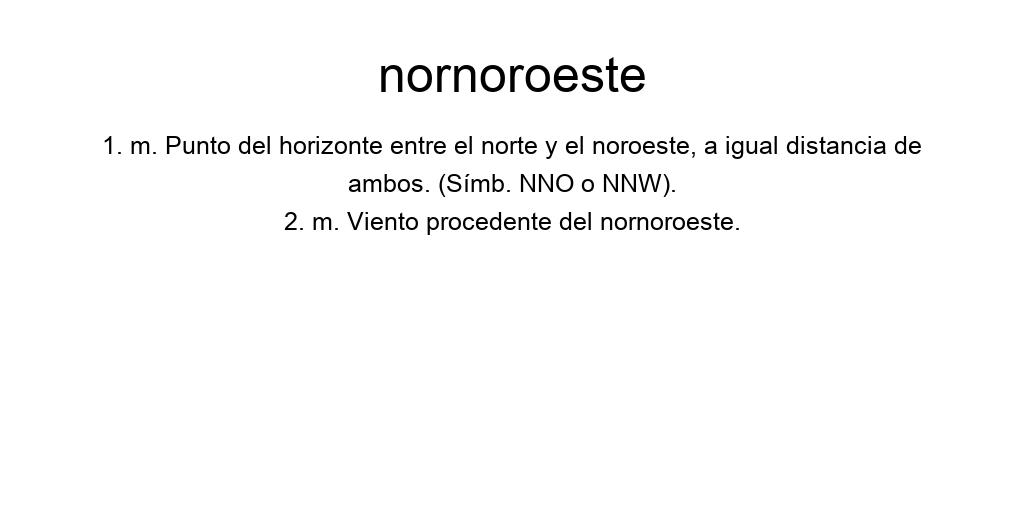 nornoroeste
1. m. Punto del horizonte entre el norte y el noroeste, a igual distancia de
ambos. (Símb. NNO o NNW).
2. m. Viento procedente del nornoroeste.